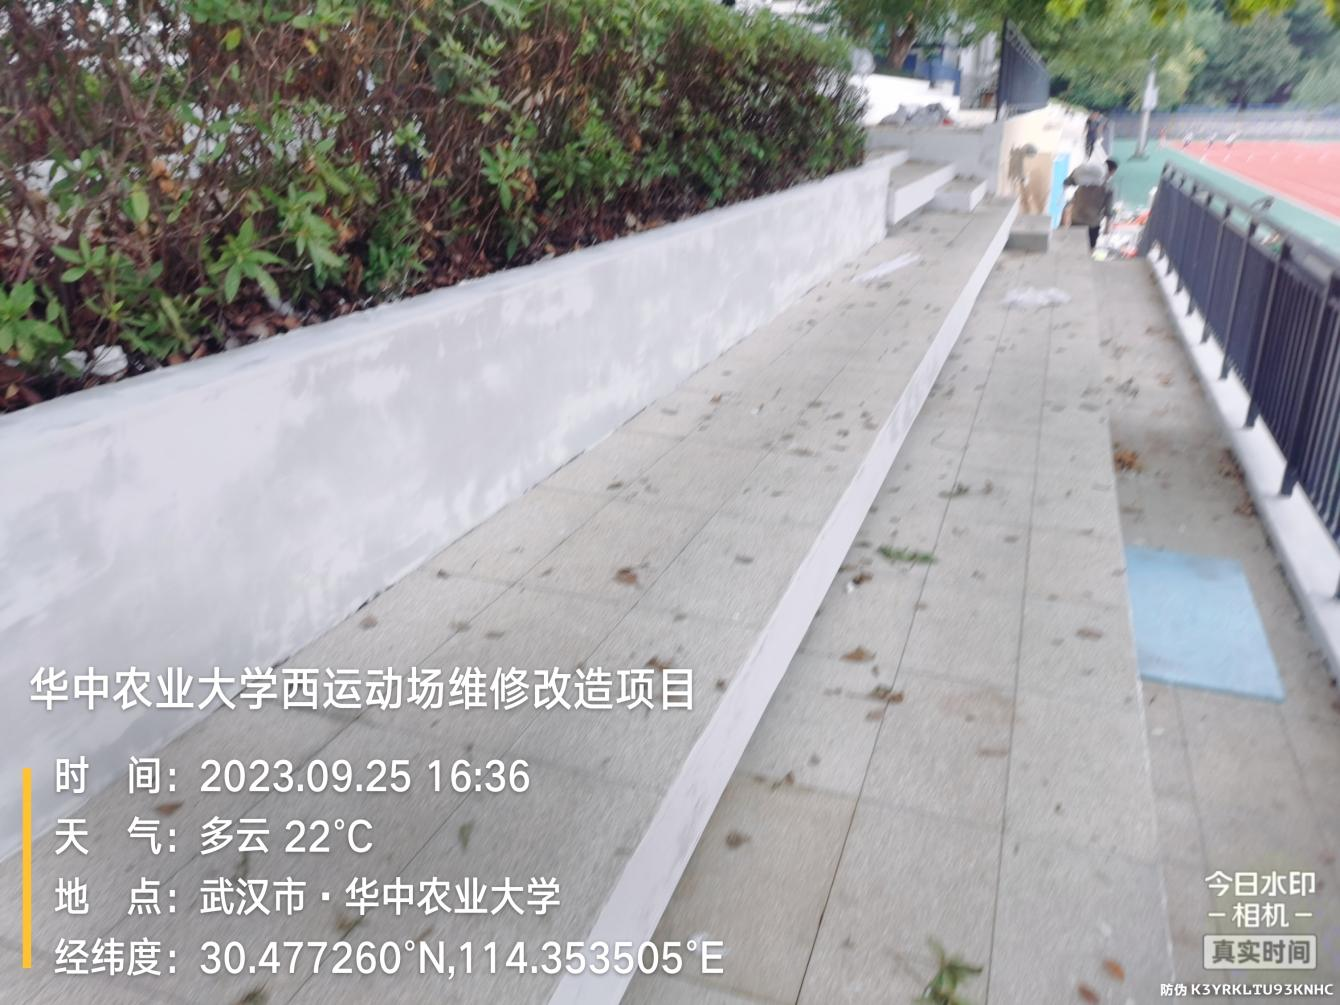 华中农业大学西运动场维修改造项目
时 间：2023.09.25 16:36
天 气：多云 22°C
地 点：武汉市·华中农业大学
经纬度：30.477260°N,114.353505°E
今日水印
-相机-
真实时间
防伪 K3YRKLTU93KNHC